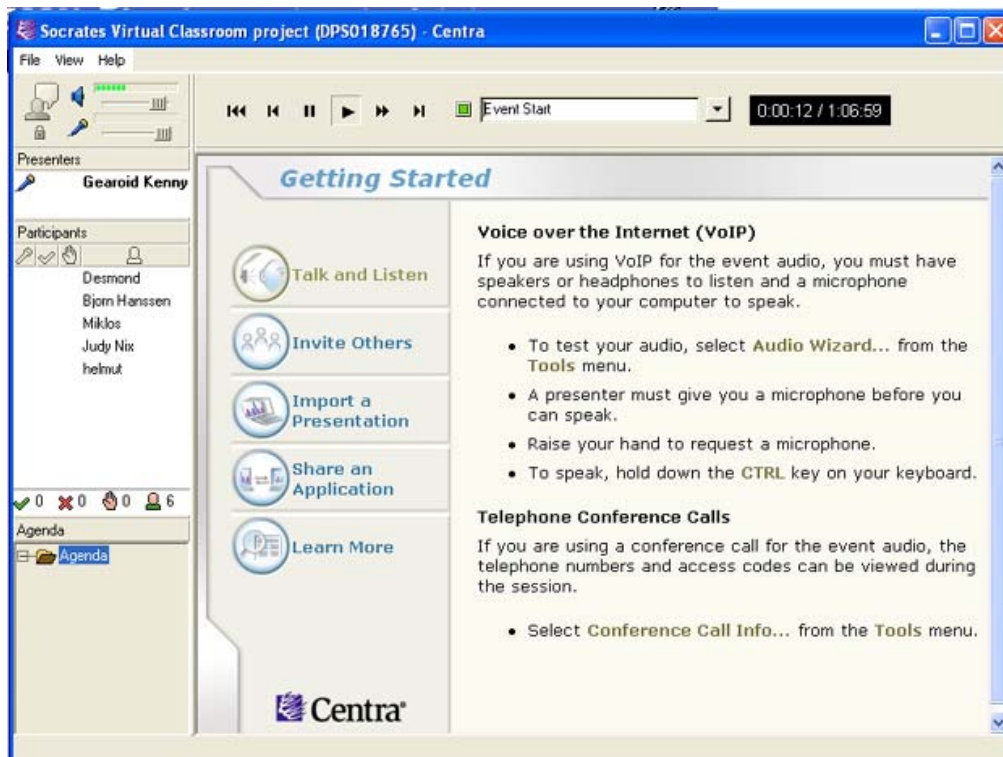 Socrates Virtual Classroom project (DPS018765) - Centra
File View Help
Event Start
0:00:12 / 1:06:59
Presenters
Gearoid Kenny
Participants
Desmond
Bjorn Hanssen
Miklos
Judy Nix
helmut
0 0 0 6
Agenda
Agenda
Getting Started
Talk and Listen
Invite Others
Import a
Presentation
Share an
Application
Learn More
Centra®
Voice over the Internet (VoIP)
If you are using VoIP for the event audio, you must have
speakers or headphones to listen and a microphone
connected to your computer to speak.
• To test your audio, select Audio Wizard... from the
Tools menu.
• A presenter must give you a microphone before you
can speak.
• Raise your hand to request a microphone.
• To speak, hold down the CTRL key on your keyboard.
Telephone Conference Calls
If you are using a conference call for the event audio, the
telephone numbers and access codes can be viewed during
the session.
• Select Conference Call Info... from the Tools menu.